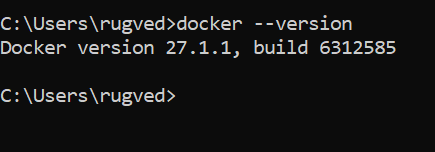 C:\Users\rugved>docker --version
Docker version 27.1.1, build 6312585
C:\Users\rugved>